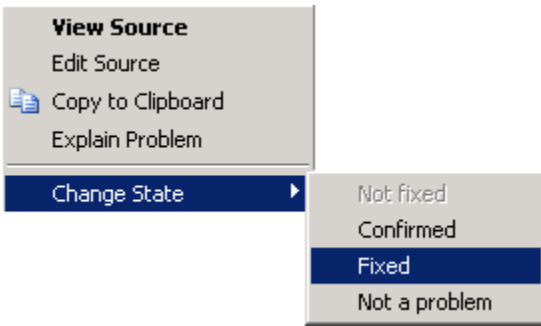 View Source
Edit Source
Copy to Clipboard
Explain Problem
Change State
Not fixed
Confirmed
Fixed
Not a problem